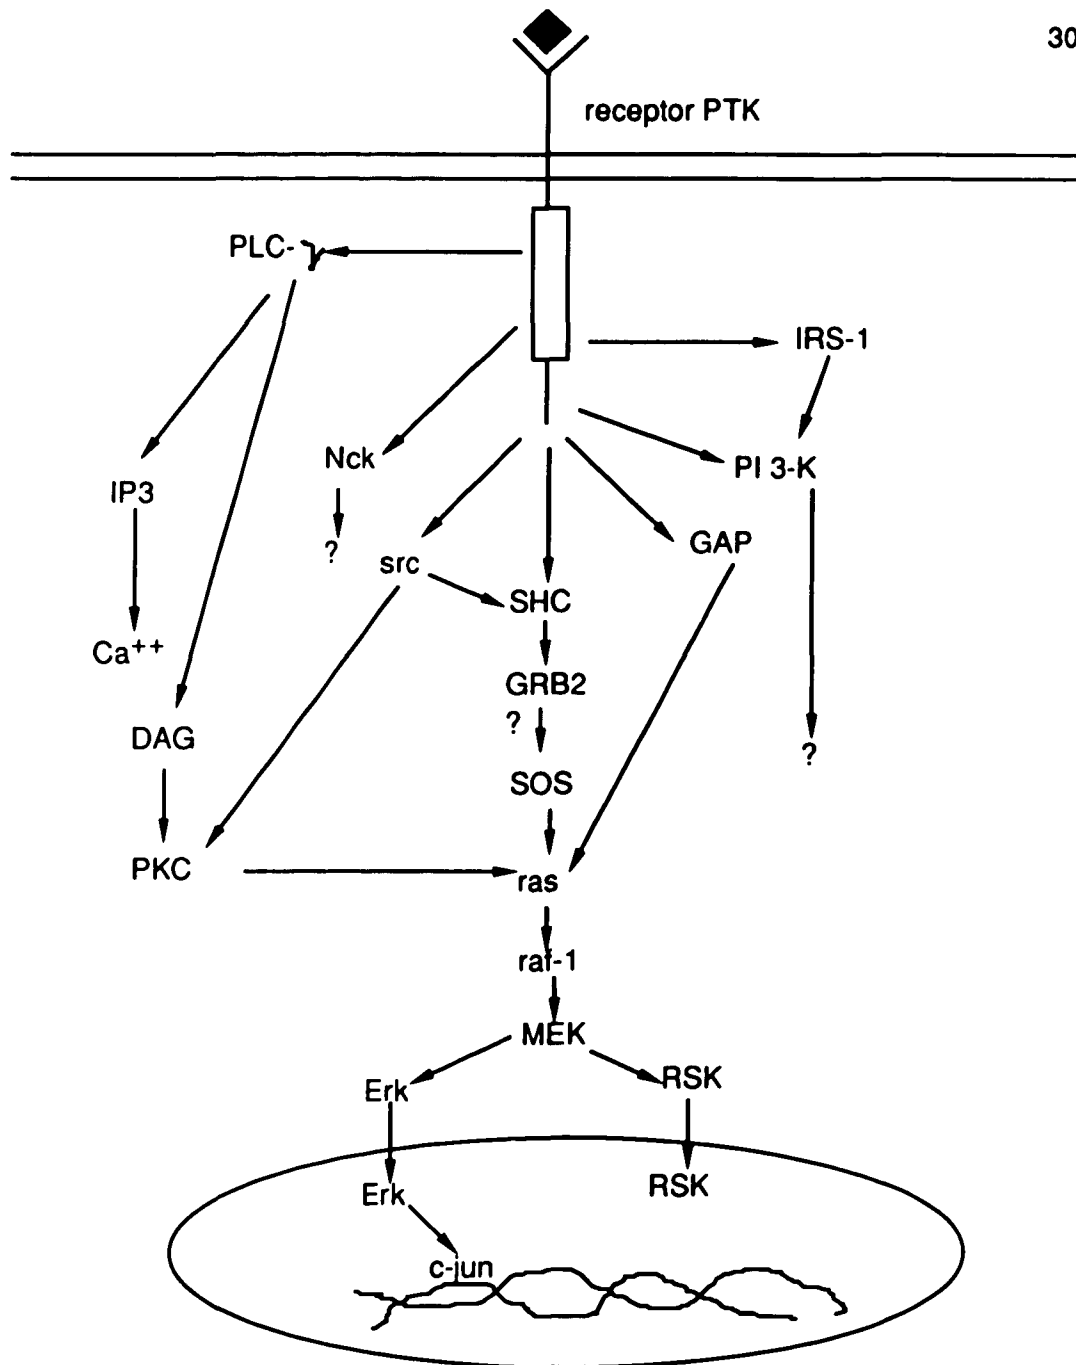 30
receptor PTK
PLC-γ
IRS-1
Nck
PI 3-K
IP3
GAP
?
src
SHC
Ca++
GRB2
?
DAG
?
SOS
PKC
ras
raf-1
MEK
Erk
RSK
Erk
RSK
c-jun